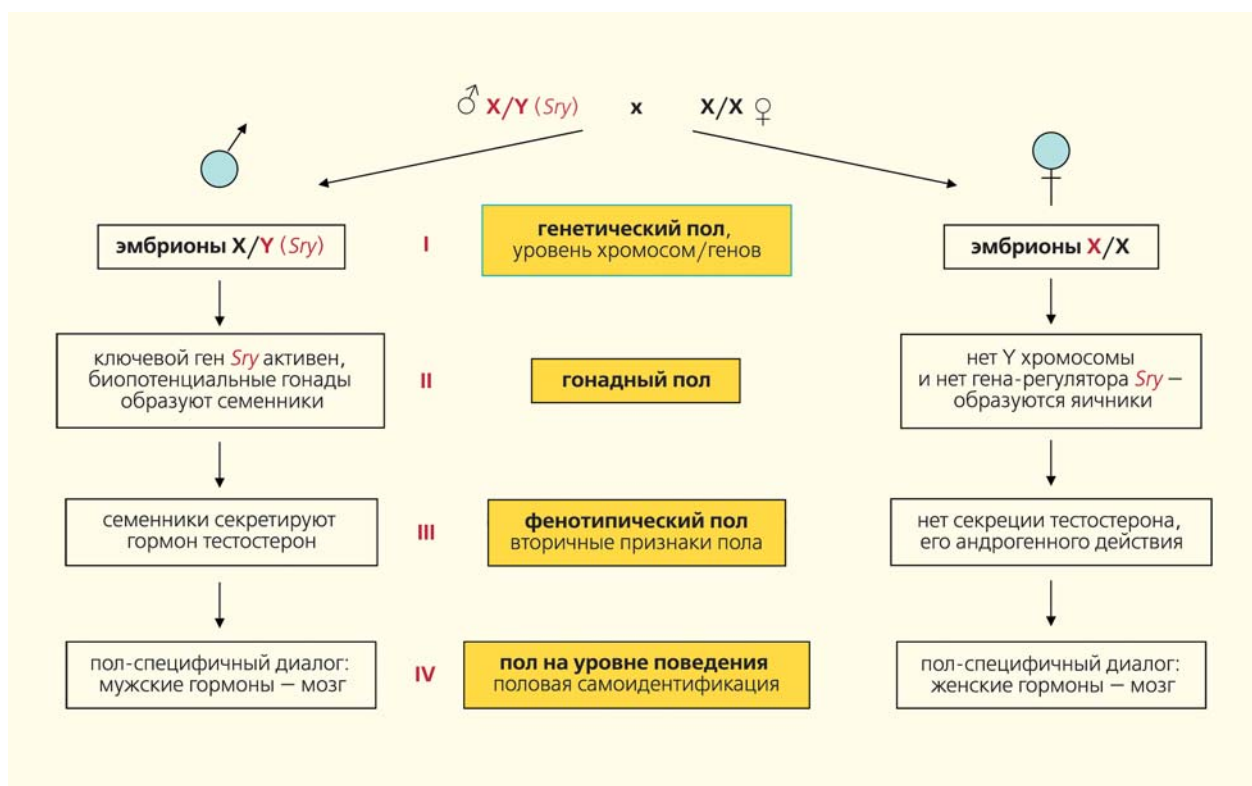 ♂ X/Y (Sry) x X/X ♀
эмбрионы X/Y (Sry)
I
генетический пол,
уровень хромосом/генов
эмбрионы X/X
ключевой ген Sry активен,
биопотенциальные гонады
образуют семенники
II
гонадный пол
нет Y хромосомы
и нет гена-регулятора Sry –
образуются яичники
семенники секретируют
гормон тестостерон
III
фенотипический пол
вторичные признаки пола
нет секреции тестостерона,
его андрогенного действия
пол-специфичный диалог:
мужские гормоны – мозг
IV
пол на уровне поведения
половая самоидентификация
пол-специфичный диалог:
женские гормоны – мозг